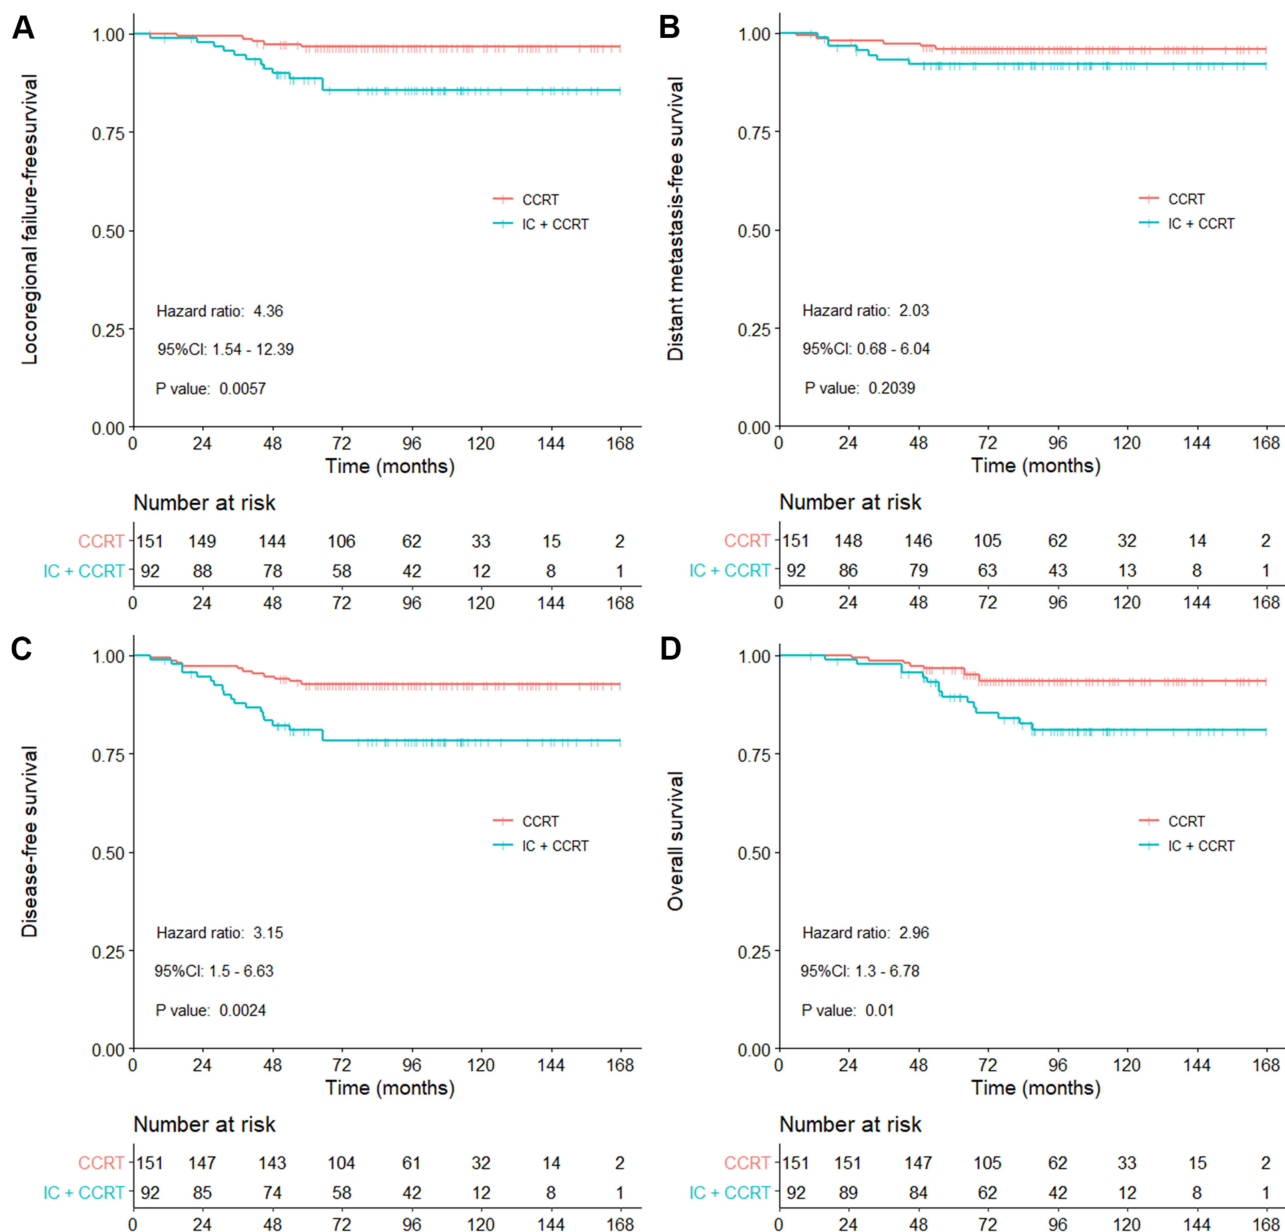 A
Locoregional failure-freesurvival
1.00
0.75
0.50
0.25
0.00
CCRT
IC + CCRT
Hazard ratio: 4.36
95%CI: 1.54 - 12.39
P value: 0.0057
0 24 48 72 96 120 144 168
Time (months)
Number at risk
CCRT 151 149 144 106 62 33 15 2
IC + CCRT 92 88 78 58 42 12 8 1
0 24 48 72 96 120 144 168
B
Distant metastasis-free survival
1.00
0.75
0.50
0.25
0.00
CCRT
IC + CCRT
Hazard ratio: 2.03
95%CI: 0.68 - 6.04
P value: 0.2039
0 24 48 72 96 120 144 168
Time (months)
Number at risk
CCRT 151 148 146 105 62 32 14 2
IC + CCRT 92 86 79 63 43 13 8 1
0 24 48 72 96 120 144 168
C
Disease-free survival
1.00
0.75
0.50
0.25
0.00
CCRT
IC + CCRT
Hazard ratio: 3.15
95%CI: 1.5 - 6.63
P value: 0.0024
0 24 48 72 96 120 144 168
Time (months)
Number at risk
CCRT 151 147 143 104 61 32 14 2
IC + CCRT 92 85 74 58 42 12 8 1
0 24 48 72 96 120 144 168
D
Overall survival
1.00
0.75
0.50
0.25
0.00
CCRT
IC + CCRT
Hazard ratio: 2.96
95%CI: 1.3 - 6.78
P value: 0.01
0 24 48 72 96 120 144 168
Time (months)
Number at risk
CCRT 151 151 147 105 62 33 15 2
IC + CCRT 92 89 84 62 42 12 8 1
0 24 48 72 96 120 144 168